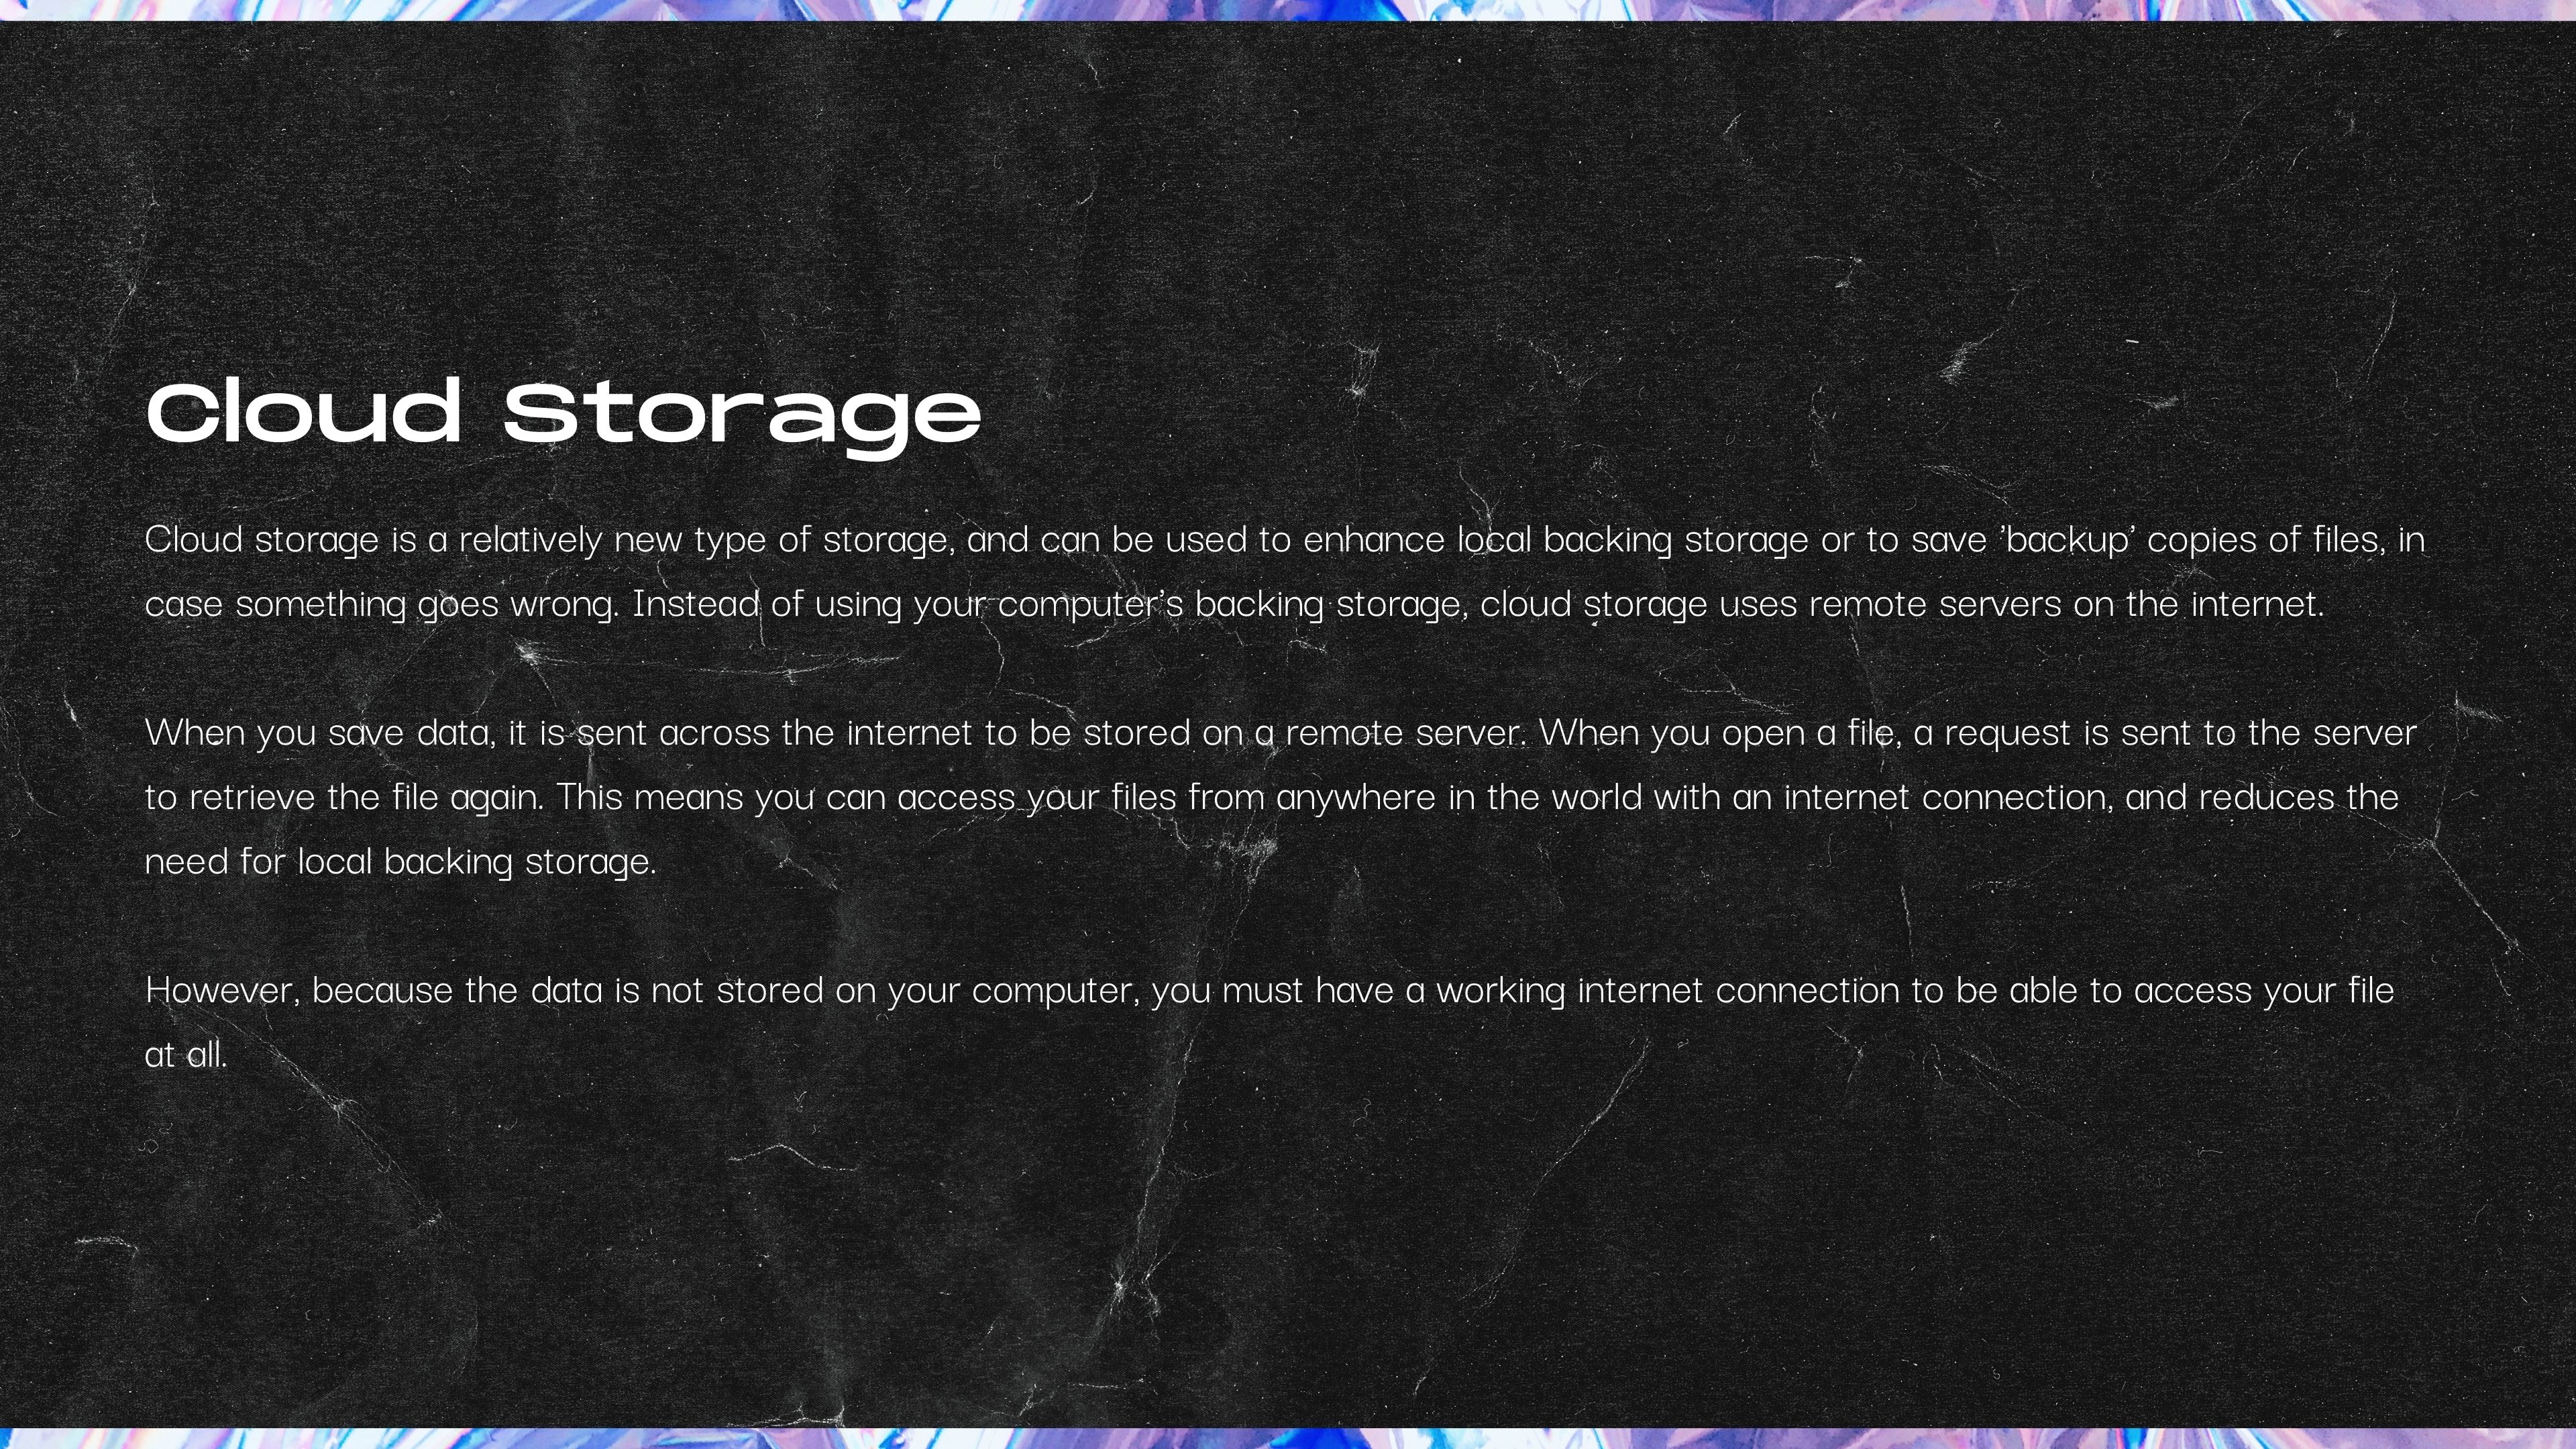 Cloud Storage
Cloud storage is a relatively new type of storage, and can be used to enhance local backing storage or to save 'backup' copies of files, in
case something goes wrong. Instead of using your computer's backing storage, cloud storage uses remote servers on the internet.
When you save data, it is sent across the internet to be stored on a remote server. When you open a file, a request is sent to the server
to retrieve the file again. This means you can access your files from anywhere in the world with an internet connection, and reduces the
need for local backing storage.
However, because the data is not stored on your computer, you must have a working internet connection to be able to access your file
at all.